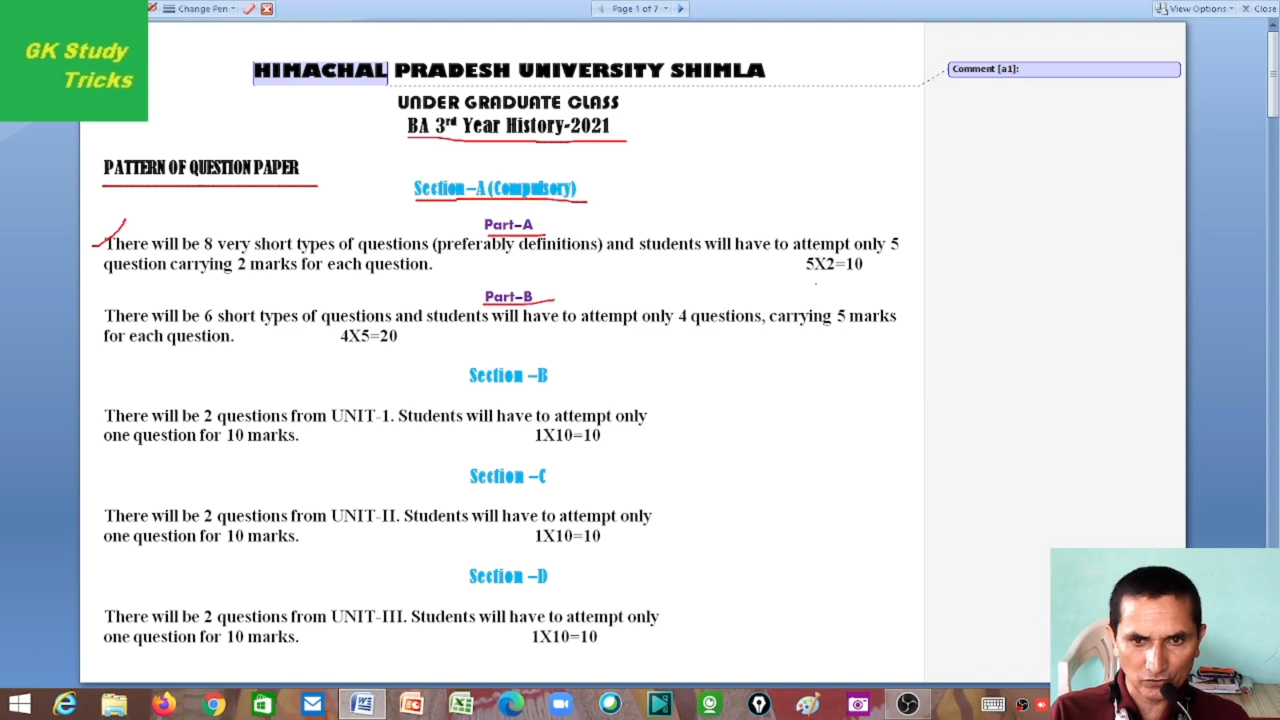 Change Pen
Page 1 of 7
View Options
Close
GK Study
Tricks
HIMACHAL PRADESH UNIVERSITY SHIMLA
Comment [a1]:
UNDER GRADUATE CLASS
BA 3rd Year History-2021
PATTERN OF QUESTION PAPER
Section –A (Compulsory)
Part–A
There will be 8 very short types of questions (preferably definitions) and students will have to attempt only 5
question carrying 2 marks for each question. 5X2=10
Part–B
There will be 6 short types of questions and students will have to attempt only 4 questions, carrying 5 marks
for each question. 4X5=20
Section –B
There will be 2 questions from UNIT-1. Students will have to attempt only
one question for 10 marks. 1X10=10
Section –C
There will be 2 questions from UNIT-II. Students will have to attempt only
one question for 10 marks. 1X10=10
Section –D
There will be 2 questions from UNIT-III. Students will have to attempt only
one question for 10 marks. 1X10=10